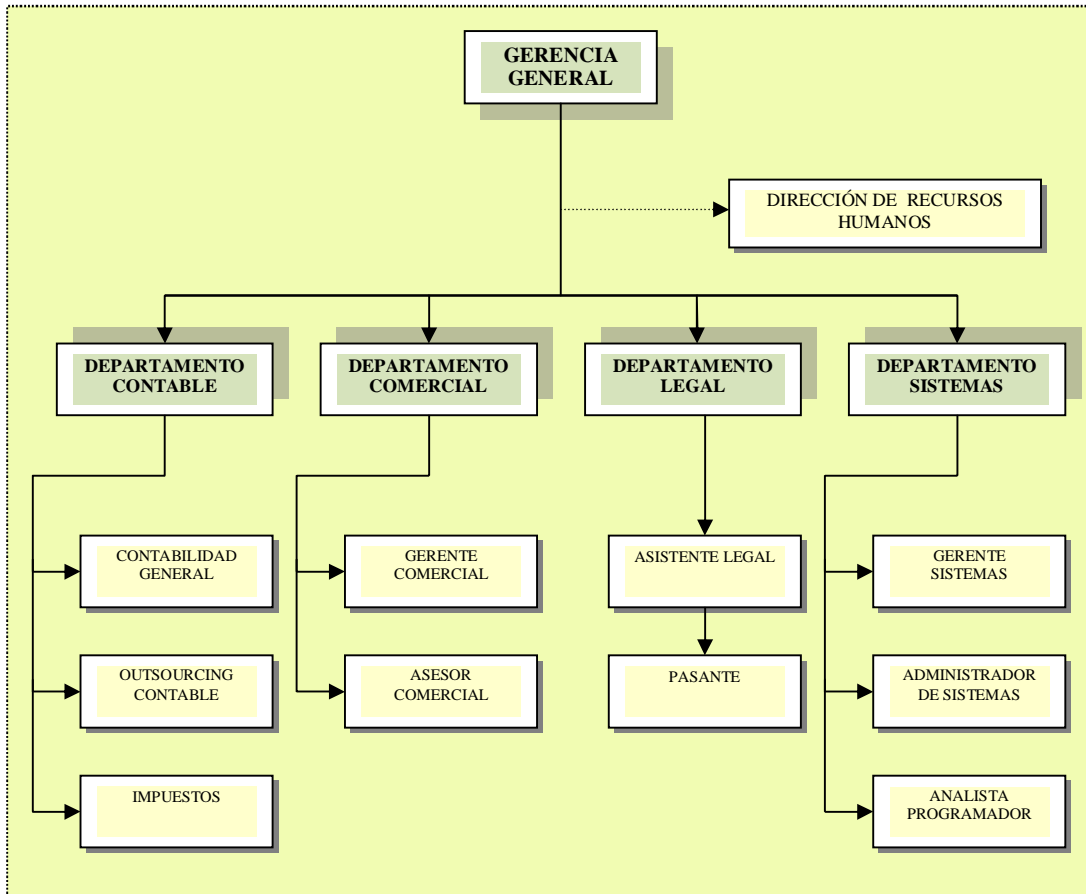 GERENCIA
GENERAL
DIRECCIÓN DE RECURSOS
HUMANOS
DEPARTAMENTO
CONTABLE
DEPARTAMENTO
COMERCIAL
DEPARTAMENTO
LEGAL
DEPARTAMENTO
SISTEMAS
CONTABILIDAD
GENERAL
GERENTE
COMERCIAL
ASISTENTE LEGAL
GERENTE
SISTEMAS
OUTSOURCING
CONTABLE
ASESOR
COMERCIAL
PASANTE
ADMINISTRADOR
DE SISTEMAS
IMPUESTOS
ANALISTA
PROGRAMADOR